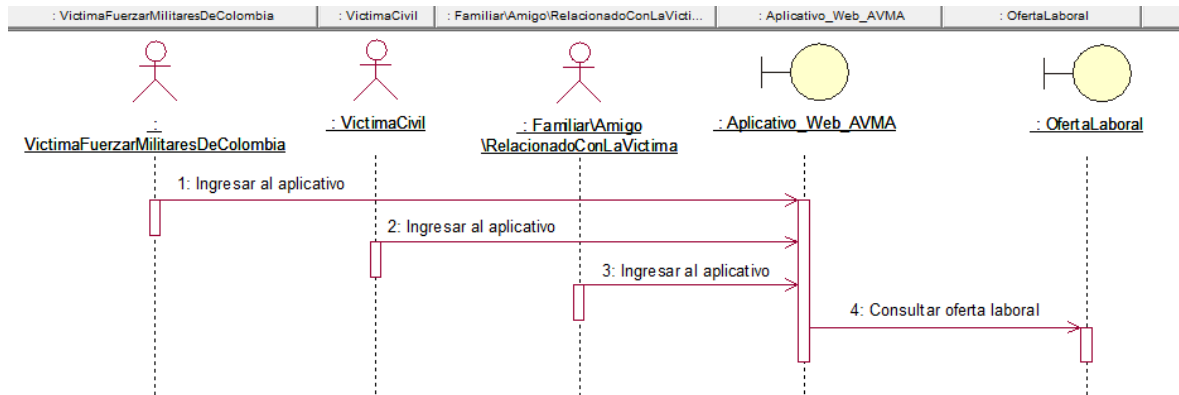 : VictimaFuerzarMilitaresDeColombia
: VictimaCivil
: Familiar\Amigo\RelacionadoConLaVicti...
: Aplicativo_Web_AVMA
: OfertaLaboral
:
VictimaFuerzarMilitaresDeColombia
: VictimaCivil
: Familiar\Amigo
\RelacionadoConLaVictima
: Aplicativo_Web_AVMA
: OfertaLaboral
1: Ingresar al aplicativo
2: Ingresar al aplicativo
3: Ingresar al aplicativo
4: Consultar oferta laboral